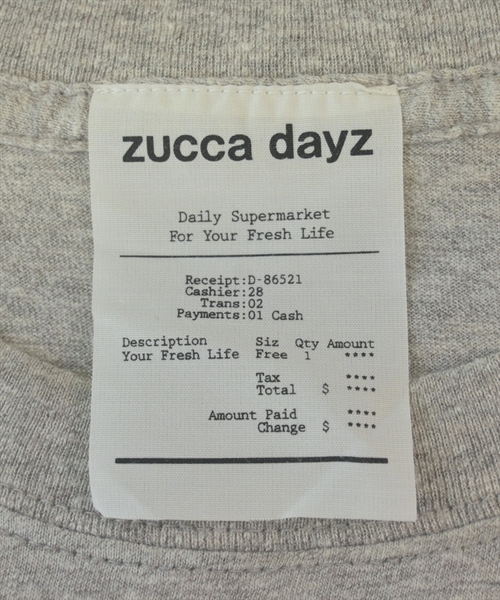 zucca dayz
Daily Supermarket
For Your Fresh Life
Receipt:D-86521
Cashier:28
Trans:02
Payments:01 Cash
Description Siz Qty Amount
Your Fresh Life Free 1 ****
Tax ****
Total $ ****
Amount Paid ****
Change $ ****